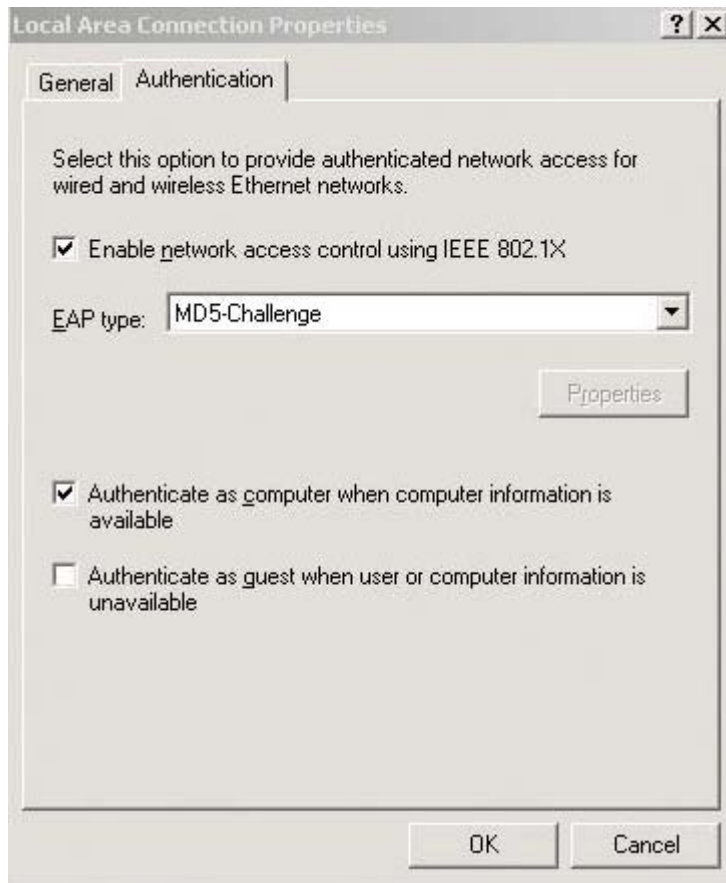 Local Area Connection Properties
? X
General Authentication
Select this option to provide authenticated network access for
wired and wireless Ethernet networks.
Enable network access control using IEEE 802.1X
EAP type: MD5-Challenge
Properties
Authenticate as computer when computer information is
available
Authenticate as guest when user or computer information is
unavailable
OK Cancel